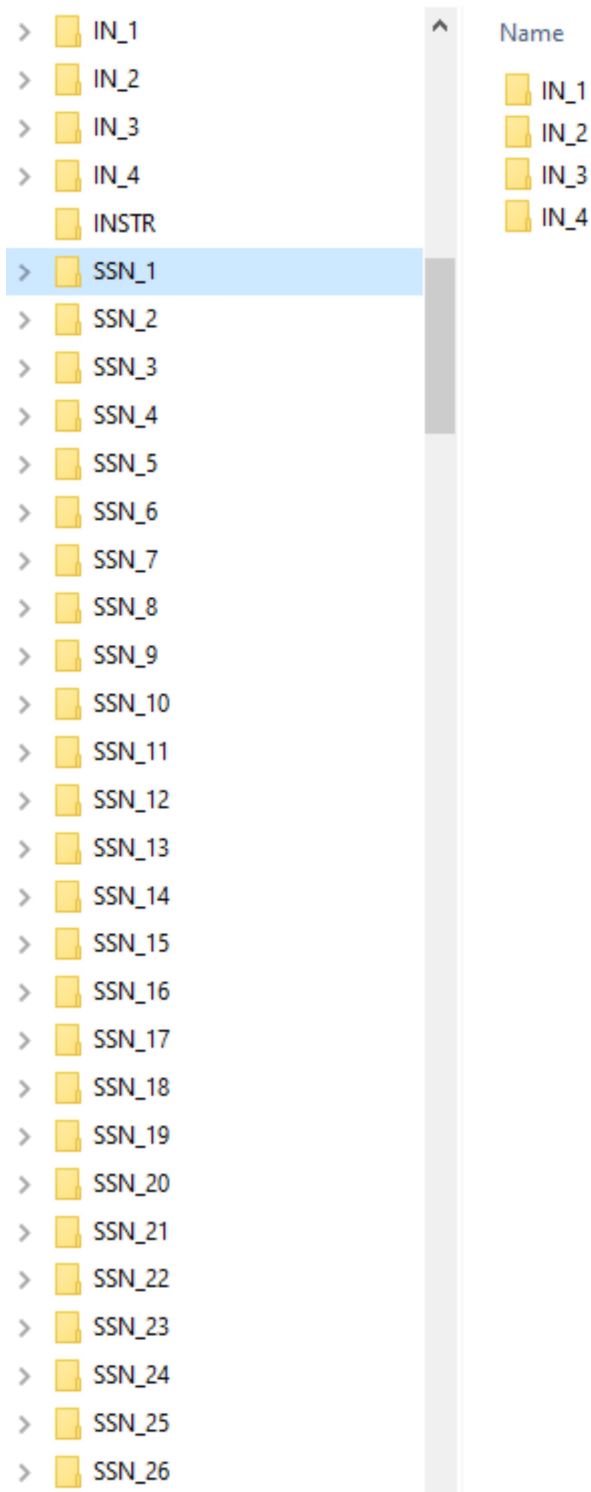 IN_1
IN_2
IN_3
IN_4
INSTR
SSN_1
SSN_2
SSN_3
SSN_4
SSN_5
SSN_6
SSN_7
SSN_8
SSN_9
SSN_10
SSN_11
SSN_12
SSN_13
SSN_14
SSN_15
SSN_16
SSN_17
SSN_18
SSN_19
SSN_20
SSN_21
SSN_22
SSN_23
SSN_24
SSN_25
SSN_26
Name
IN_1
IN_2
IN_3
IN_4